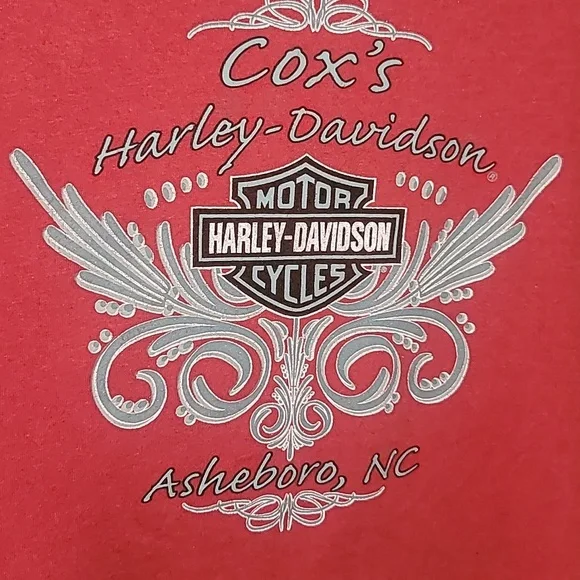 Cox's
Harley-Davidson®
MOTOR
HARLEY-DAVIDSON
CYCLES®
Asheboro, NC